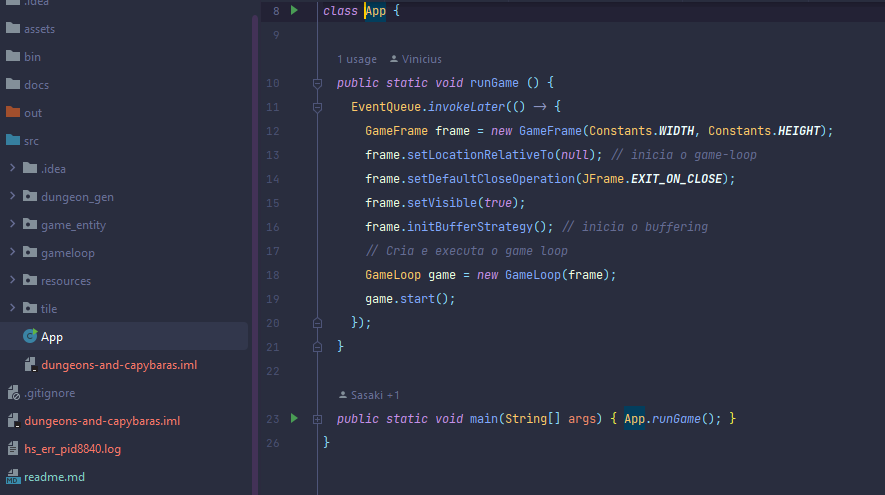 .idea
assets
bin
docs
out
src
.idea
dungeon_gen
game_entity
gameloop
resources
tile
App
dungeons-and-capybaras.iml
.gitignore
dungeons-and-capybaras.iml
hs_err_pid8840.log
readme.md
8 class App {
9
1 usage Vinicius
10 public static void runGame () {
11 EventQueue.invokeLater(() -> {
12 GameFrame frame = new GameFrame(Constants.WIDTH, Constants.HEIGHT);
13 frame.setLocationRelativeTo(null); // inicia o game-loop
14 frame.setDefaultCloseOperation(JFrame.EXIT_ON_CLOSE);
15 frame.setVisible(true);
16 frame.initBufferStrategy(); // inicia o buffering
17 // Cria e executa o game loop
18 GameLoop game = new GameLoop(frame);
19 game.start();
20 });
21 }
22
Sasaki +1
23 public static void main(String[] args) { App.runGame(); }
26 }